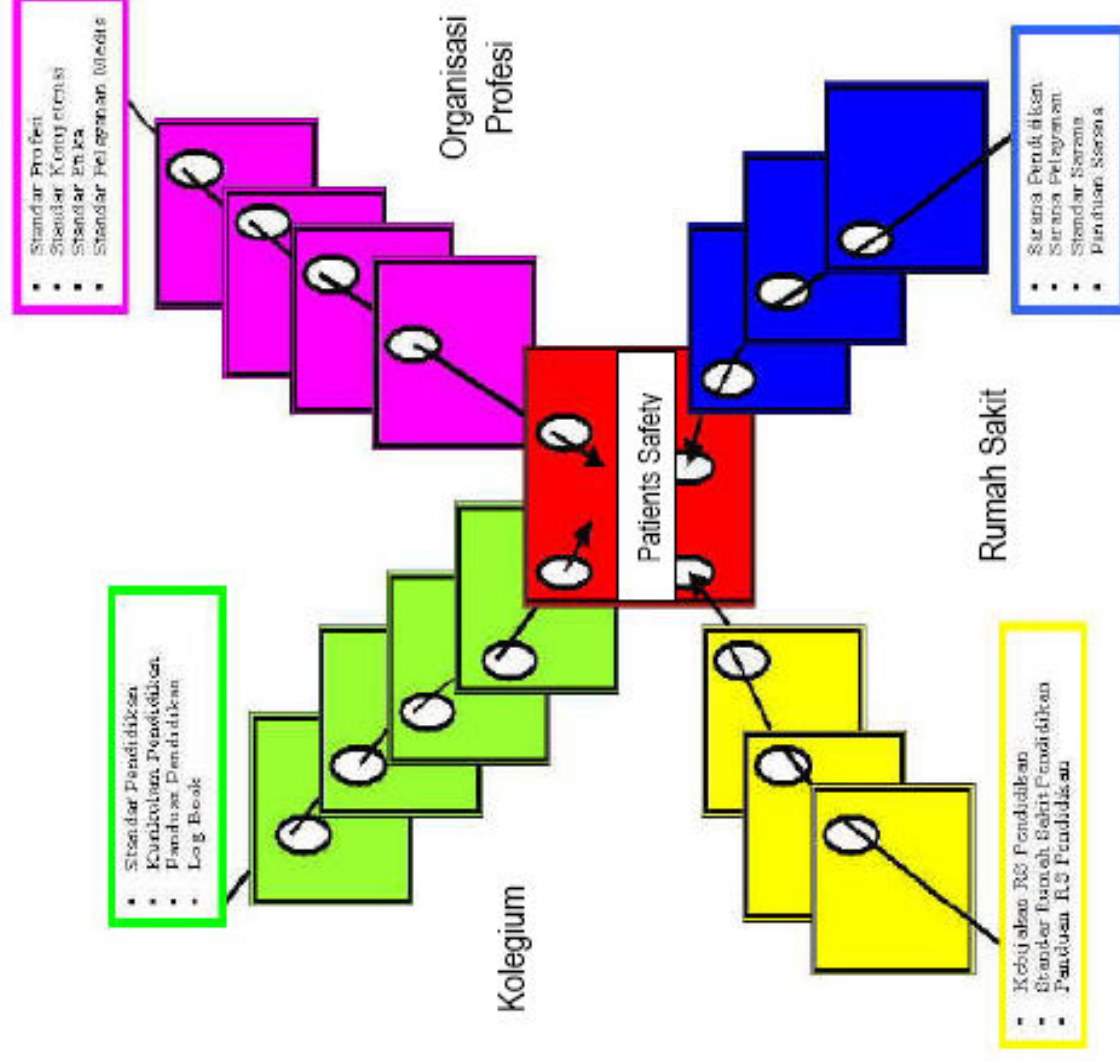 • Standar Pendidikan
• Kurikulum Pendidikan
• Panduan Pendidikan
• Log Book
• Standar Profesi
• Standar Kompetensi
• Standar Etika
• Standar Pelayanan Medis
Kolegium
Organisasi
Profesi
Patients Safety
Rumah Sakit
• Kebijakan RS Pendidikan
• Standar Rumah Sakit Pendidikan
• Panduan RS Pendidikan
• Sarana Pendidikan
• Sarana Pelayanan
• Standar Sarana
• Panduan Sarana